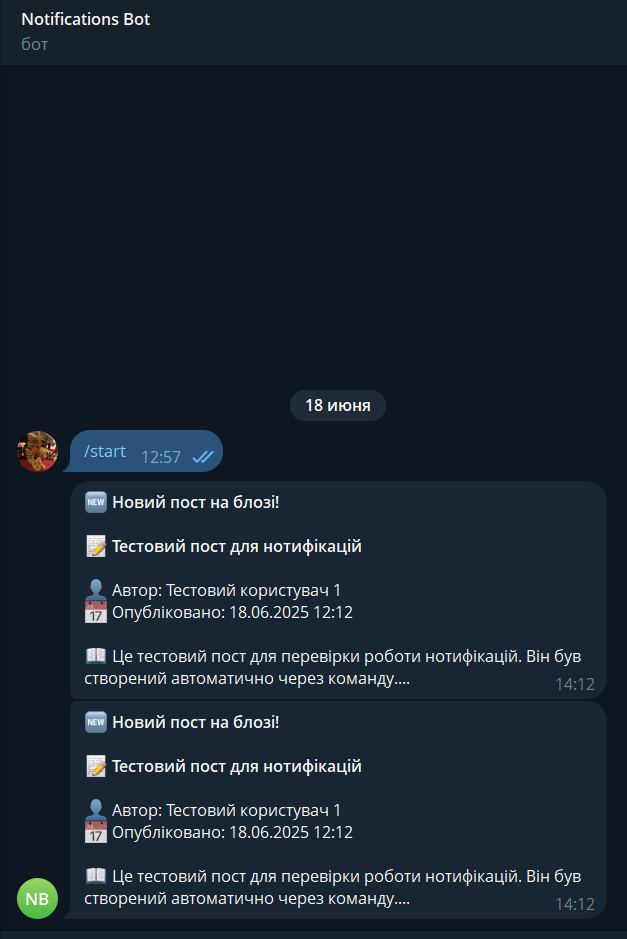 Notifications Bot
бот
18 июня
/start 12:57
Новий пост на блозі!
Тестовий пост для нотифікацій
Автор: Тестовий користувач 1
Опубліковано: 18.06.2025 12:12
Це тестовий пост для перевірки роботи нотифікацій. Він був
створений автоматично через команду....
14:12
Новий пост на блозі!
Тестовий пост для нотифікацій
Автор: Тестовий користувач 1
Опубліковано: 18.06.2025 12:12
Це тестовий пост для перевірки роботи нотифікацій. Він був
створений автоматично через команду....
14:12
NB